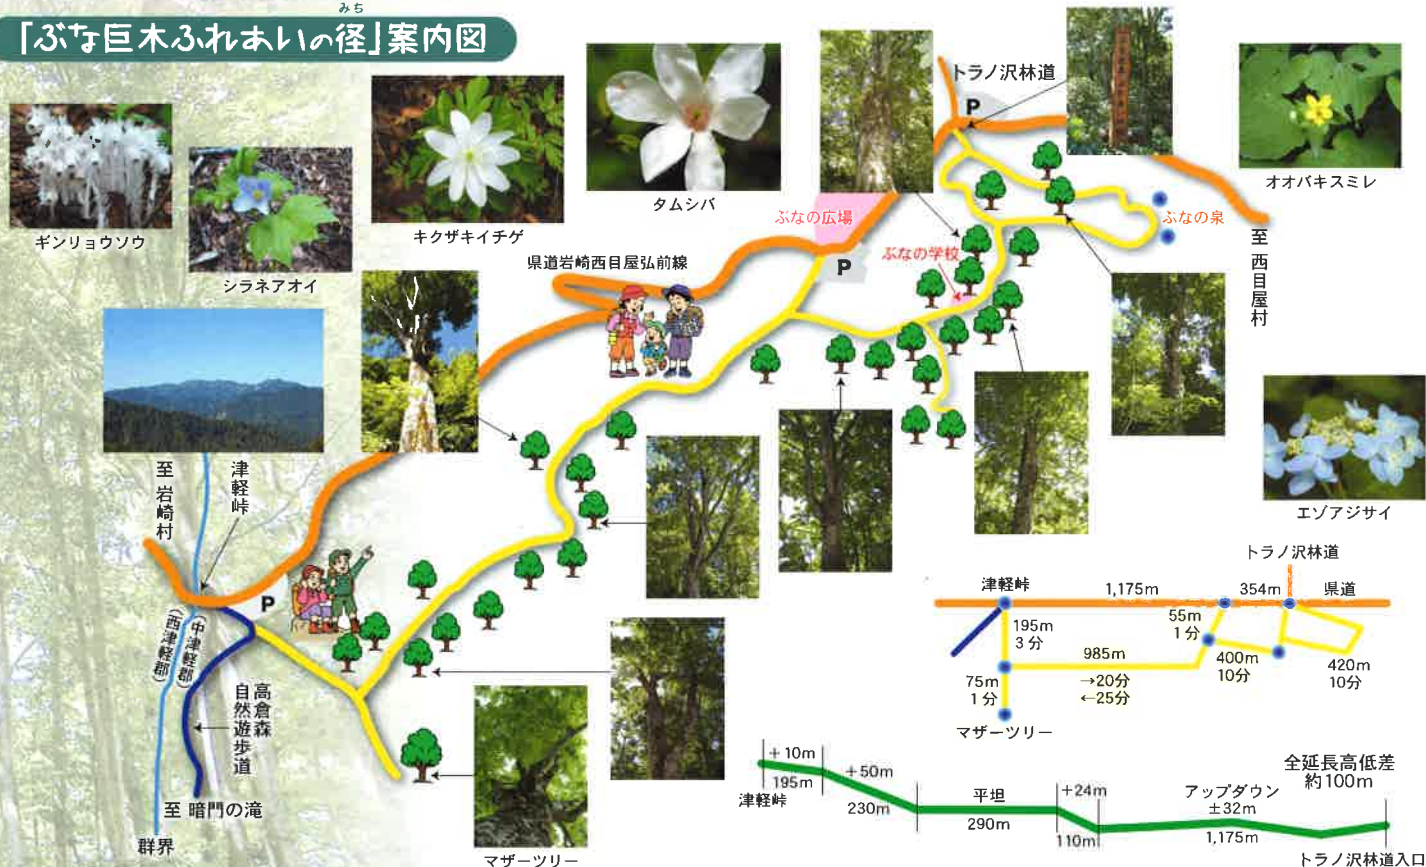 みち
「ぶな巨木ふれあいの径」案内図
ギンリョウソウ
シラネアオイ
キクザキイチゲ
タムシバ
トラノ沢林道
P
オオバキスミレ
ぶなの広場
ぶなの泉
P
ぶなの学校
至 西目屋村
県道岩崎西目屋弘前線
エゾアジサイ
至 岩崎村
津軽峠
P
(中津軽郡)
(西津軽郡)
高倉森
自然遊歩道
至 暗門の滝
群界
マザーツリー
トラノ沢林道
津軽峠
1,175m
354m
県道
195m
3分
55m
1分
985m
→20分
←25分
400m
10分
420m
10分
75m
1分
マザーツリー
+10m
195m
津軽峠
+50m
230m
平坦
290m
+24m
110m
アップダウン
±32m
1,175m
全延長高低差
約100m
トラノ沢林道入口